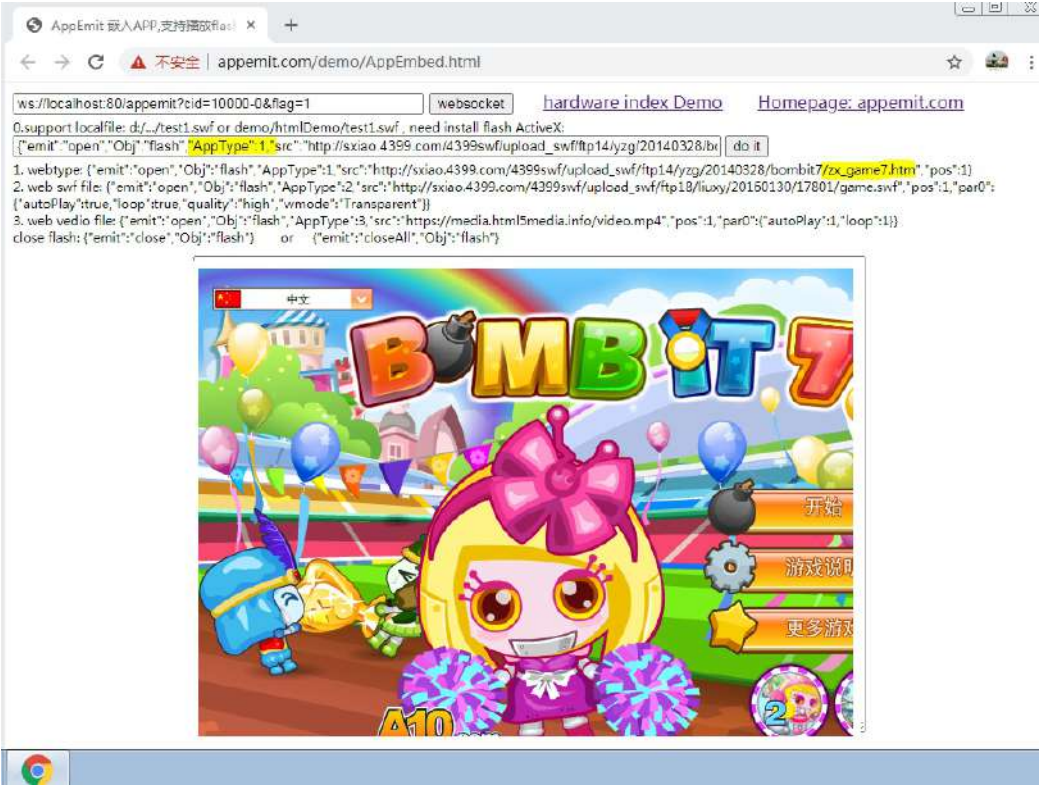 AppEmit 嵌入APP,支持播放flas
不安全 | appemit.com/demo/AppEmbed.html
ws://localhost:80/appemit?cid=10000-0&flag=1 websocket hardware index Demo Homepage: appemit.com
0.support localfile: d:/.../test1.swf or demo/htmlDemo/test1.swf , need install flash ActiveX:
{"emit":"open","Obj":"flash","AppType":1,"src":"http://sxiao.4399.com/4399swf/upload_swf/ftp14/yzg/20140328/bo do it
1. webtype: {"emit":"open","Obj":"flash","AppType":1,"src":"http://sxiao.4399.com/4399swf/upload_swf/ftp14/yzg/20140328/bombit7/zx_game7.htm","pos":1}
2. web swf file: {"emit":"open","Obj":"flash","AppType":2,"src":"http://sxiao.4399.com/4399swf/upload_swf/ftp18/liuxy/20160130/17801/game.swf","pos":1,"par0":
{"autoPlay":true,"loop":true,"quality":"high","wmode":"Transparent"}}
3. web vedio file: {"emit":"open","Obj":"flash","AppType":3,"src":"https://media.html5media.info/video.mp4","pos":1,"par0":{"autoPlay":1,"loop":1}}
close flash: {"emit":"close","Obj":"flash"} or {"emit":"closeAll","Obj":"flash"}
中文
BOMB IT 7
开始
游戏说明
更多游戏
2
A10.com